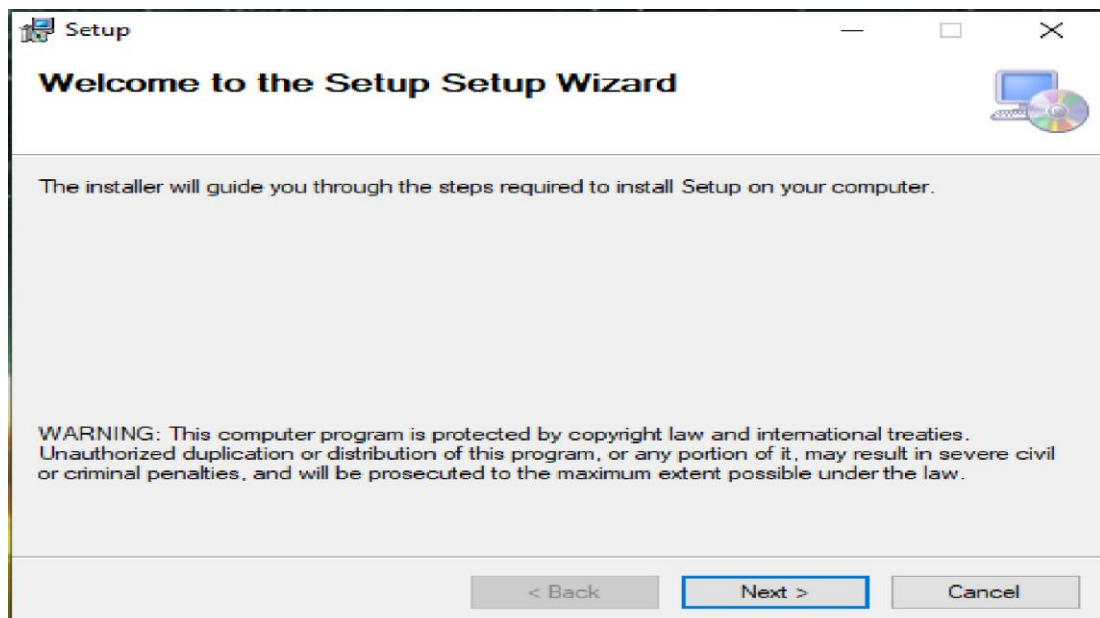 Setup
Welcome to the Setup Setup Wizard
The installer will guide you through the steps required to install Setup on your computer.
WARNING: This computer program is protected by copyright law and international treaties.
Unauthorized duplication or distribution of this program, or any portion of it, may result in severe civil
or criminal penalties, and will be prosecuted to the maximum extent possible under the law.
< Back
Next >
Cancel